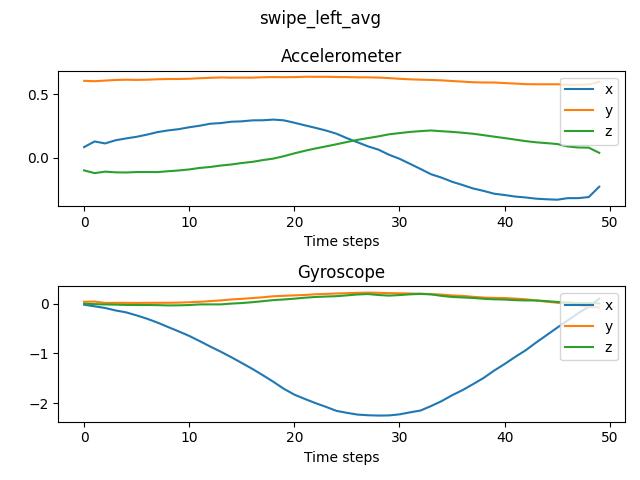 swipe_left_avg
Accelerometer
0.5
0.0
x
y
z
0 10 20 30 40 50
Time steps
Gyroscope
0
−1
−2
x
y
z
0 10 20 30 40 50
Time steps